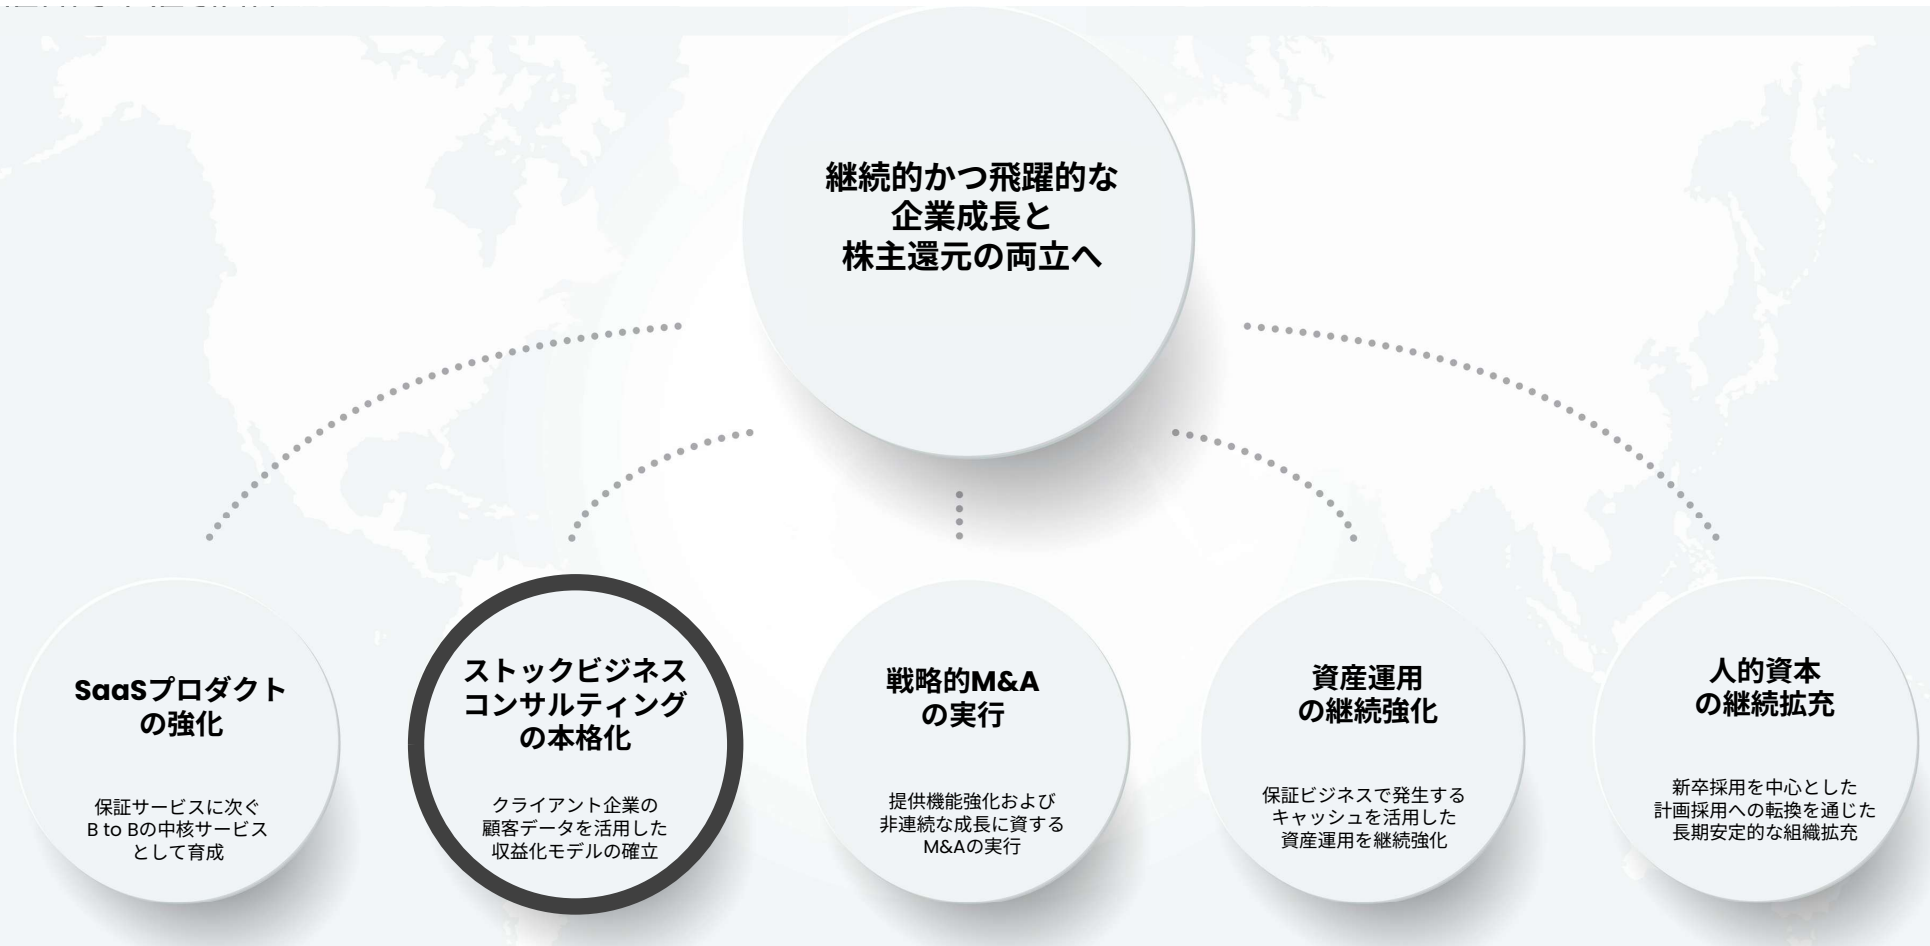 継続的かつ飛躍的な
企業成長と
株主還元の両立へ
SaaSプロダクト
の強化
保証サービスに次ぐ
B to Bの中核サービス
として育成
ストックビジネス
コンサルティング
の本格化
クライアント企業の
顧客データを活用した
収益化モデルの確立
戦略的M&A
の実行
提供機能強化および
非連続な成長に資する
M&Aの実行
資産運用
の継続強化
保証ビジネスで発生する
キャッシュを活用した
資産運用を継続強化
人的資本
の継続拡充
新卒採用を中心とした
計画採用への転換を通じた
長期安定的な組織拡充